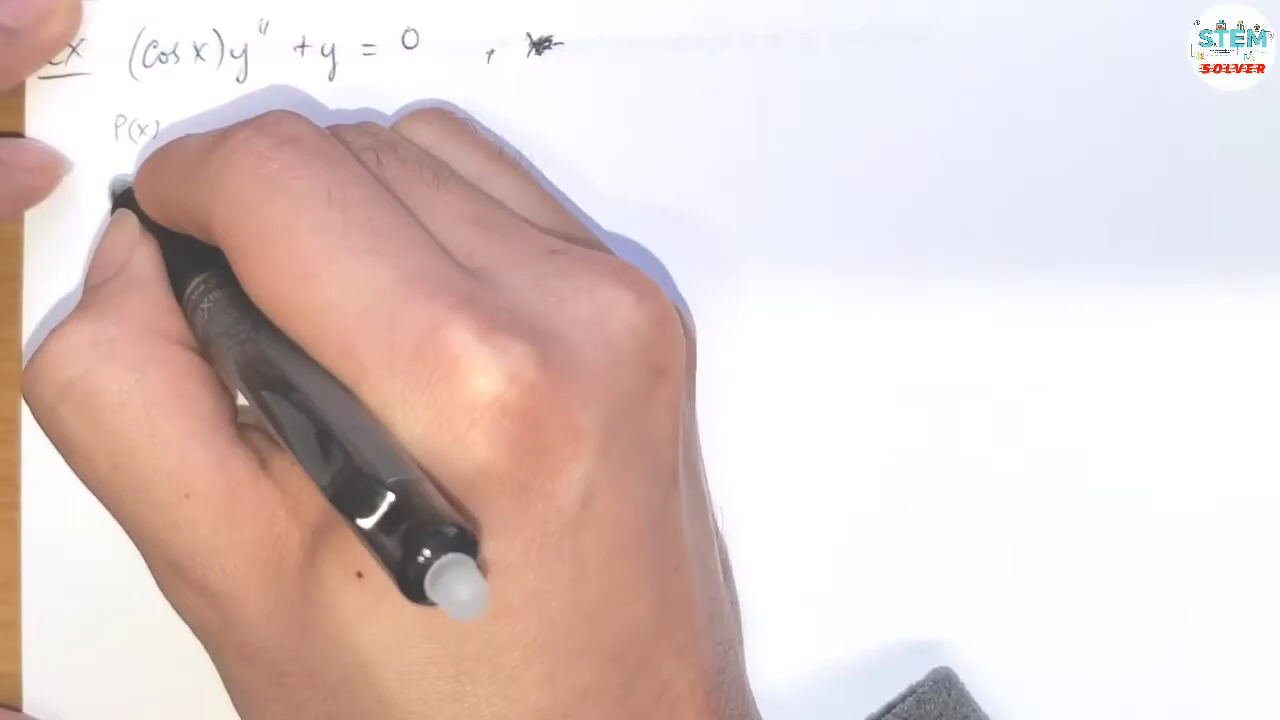 ex (cos x)y'' + y = 0 ,
P(x)
STEM
SOLVER